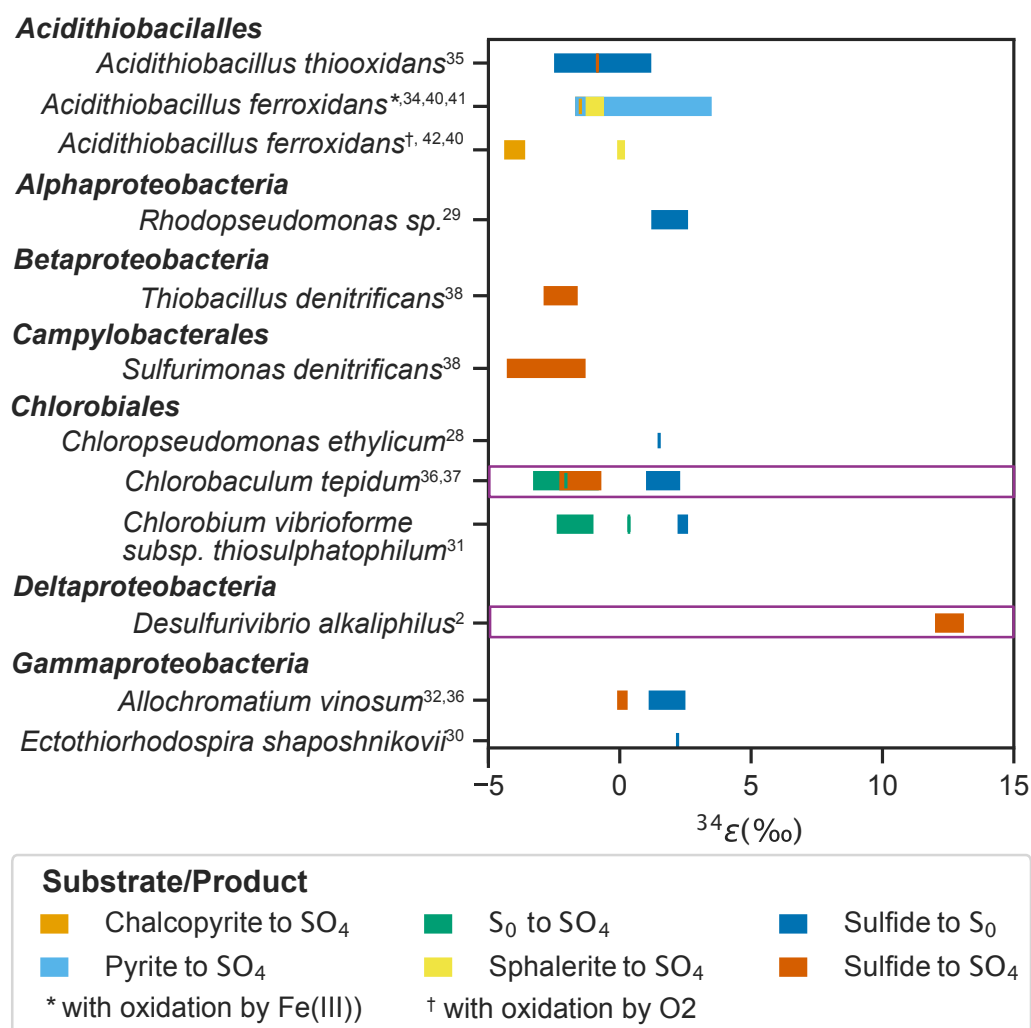 Acidithiobacilalles
Acidithiobacillus thiooxidans35
Acidithiobacillus ferroxidans*,34,40,41
Acidithiobacillus ferroxidans†, 42,40
Alphaproteobacteria
Rhodopseudomonas sp.29
Betaproteobacteria
Thiobacillus denitrificans38
Campylobacterales
Sulfurimonas denitrificans38
Chlorobiales
Chloropseudomonas ethylicum28
Chlorobaculum tepidum36,37
Chlorobium vibrioforme
subsp. thiosulphatophilum31
Deltaproteobacteria
Desulfurivibrio alkaliphilus2
Gammaproteobacteria
Allochromatium vinosum32,36
Ectothiorhodospira shaposhnikovii30
−5 0 5 10 15
34ε(‰)
Substrate/Product
Chalcopyrite to SO4 S0 to SO4 Sulfide to S0
Pyrite to SO4 Sphalerite to SO4 Sulfide to SO4
* with oxidation by Fe(III)) † with oxidation by O2